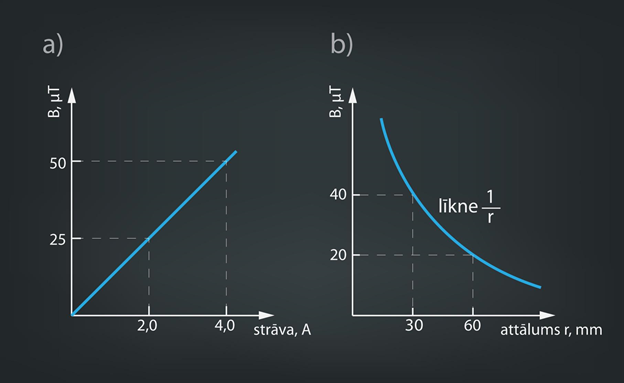 a)
B, μT
50
25
2,0
4,0
strāva, A
b)
B, μT
40
20
līkne 1/r
30
60
attālums r, mm